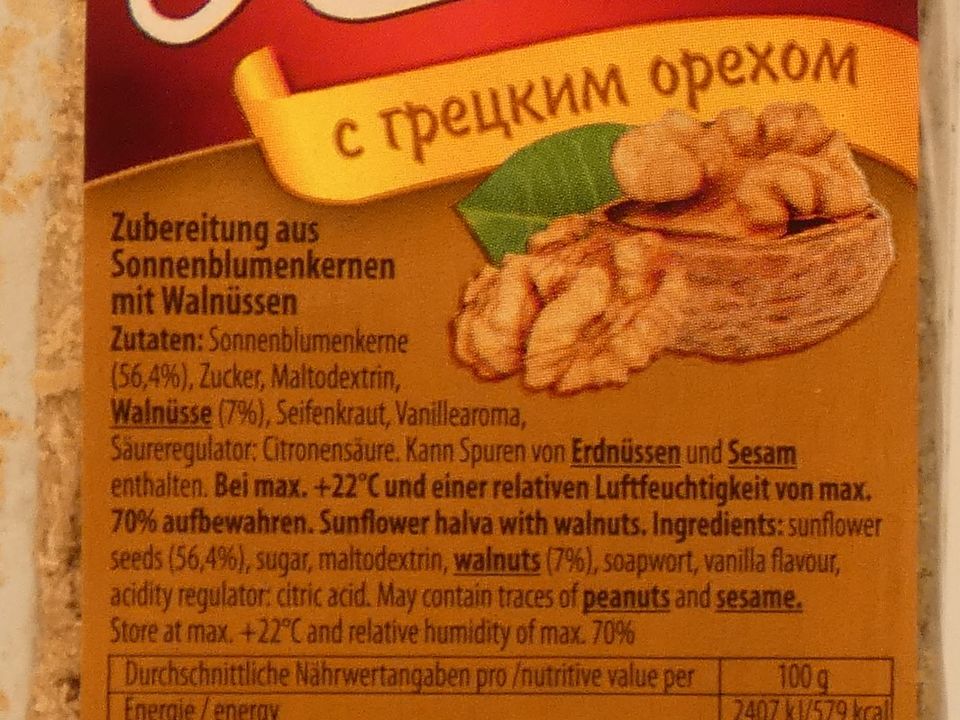 с грецким орехом
Zubereitung aus
Sonnenblumenkernen
mit Walnüssen
Zutaten: Sonnenblumenkerne
(56,4%), Zucker, Maltodextrin,
Walnüsse (7%), Seifenkraut, Vanillearoma,
Säureregulator: Citronensäure. Kann Spuren von Erdnüssen und Sesam
enthalten. Bei max. +22°C und einer relativen Luftfeuchtigkeit von max.
70% aufbewahren. Sunflower halva with walnuts. Ingredients: sunflower
seeds (56,4%), sugar, maltodextrin, walnuts (7%), soapwort, vanilla flavour,
acidity regulator: citric acid. May contain traces of peanuts and sesame.
Store at max. +22°C and relative humidity of max. 70%
Durchschnittliche Nährwertangaben pro /nutritive value per 100 g
Energie / energy 2407 kJ/579 kcal